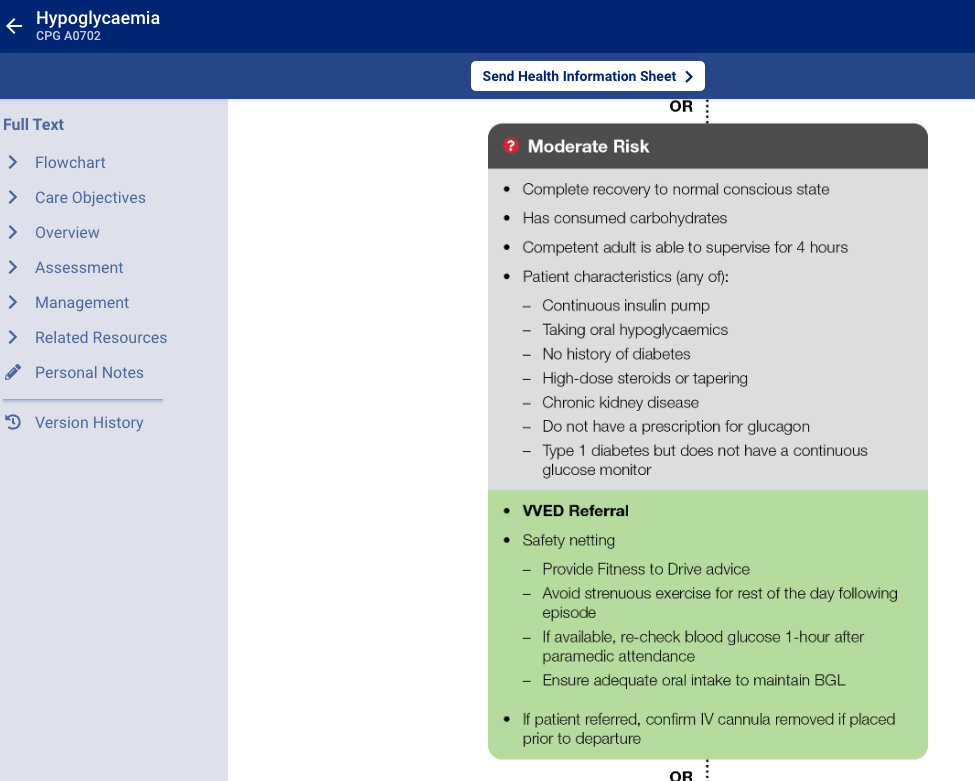 Hypoglycaemia
CPG A0702
Send Health Information Sheet
Full Text
Flowchart
Care Objectives
Overview
Assessment
Management
Related Resources
Personal Notes
Version History
OR
? Moderate Risk
• Complete recovery to normal conscious state
• Has consumed carbohydrates
• Competent adult is able to supervise for 4 hours
• Patient characteristics (any of):
– Continuous insulin pump
– Taking oral hypoglycaemics
– No history of diabetes
– High-dose steroids or tapering
– Chronic kidney disease
– Do not have a prescription for glucagon
– Type 1 diabetes but does not have a continuous
glucose monitor
• VVED Referral
• Safety netting
– Provide Fitness to Drive advice
– Avoid strenuous exercise for rest of the day following
episode
– If available, re-check blood glucose 1-hour after
paramedic attendance
– Ensure adequate oral intake to maintain BGL
• If patient referred, confirm IV cannula removed if placed
prior to departure
OR